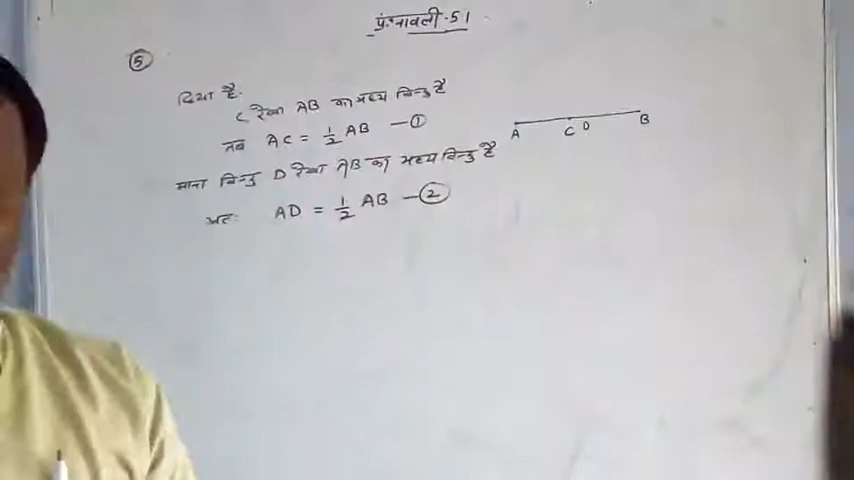 प्रश्नावली-5.1
5
दिया है.
C रेखा AB का मध्य बिन्दु है
तब AC = 1/2 AB — 1
A C D B
माना बिन्दु D रेखा AB का मध्य बिन्दु है
अतः AD = 1/2 AB — 2